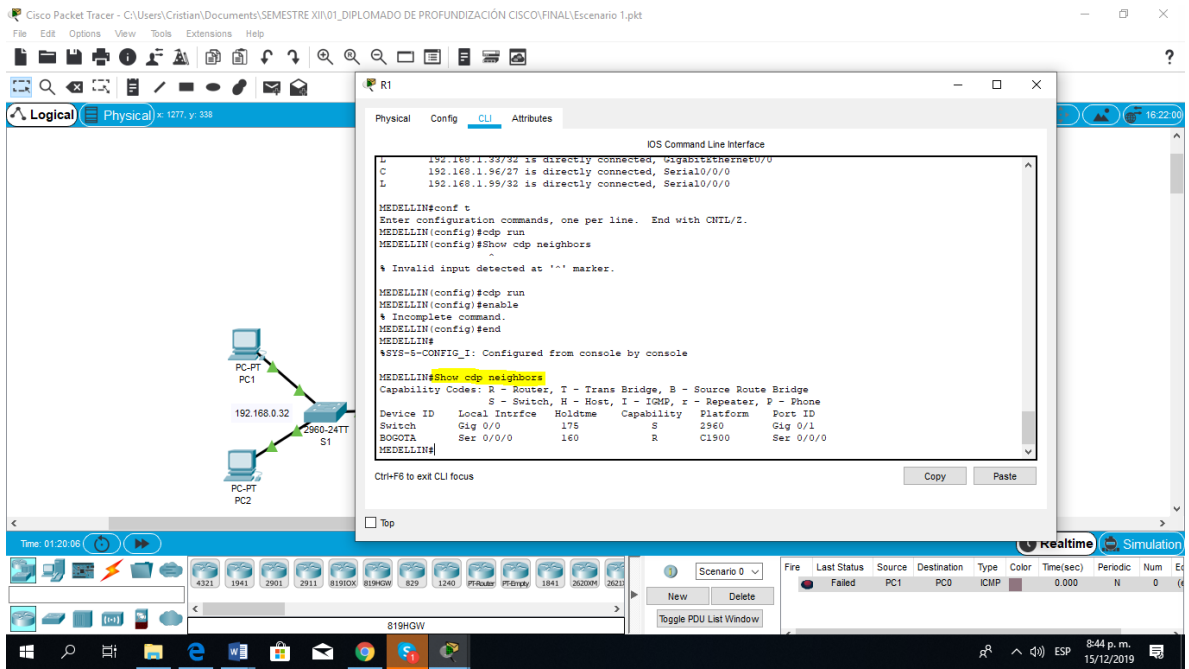 Cisco Packet Tracer - C:\Users\Cristian\Documents\SEMESTRE XII\01_DIPLOMADO DE PROFUNDIZACIÓN CISCO\FINAL\Escenario 1.pkt
File Edit Options View Tools Extensions Help
?
R1
Logical Physical x: 1277, y: 338
16:22:00
Physical Config CLI Attributes
IOS Command Line Interface
L 192.168.1.33/32 is directly connected, GigabitEthernet0/0
C 192.168.1.96/27 is directly connected, Serial0/0/0
L 192.168.1.99/32 is directly connected, Serial0/0/0
MEDELLIN#conf t
Enter configuration commands, one per line. End with CNTL/Z.
MEDELLIN(config)#cdp run
MEDELLIN(config)#Show cdp neighbors
^
% Invalid input detected at '^' marker.
MEDELLIN(config)#cdp run
MEDELLIN(config)#enable
% Incomplete command.
MEDELLIN(config)#end
MEDELLIN#
%SYS-5-CONFIG_I: Configured from console by console
MEDELLIN#Show cdp neighbors
Capability Codes: R - Router, T - Trans Bridge, B - Source Route Bridge
S - Switch, H - Host, I - IGMP, r - Repeater, P - Phone
Device ID Local Intrfce Holdtme Capability Platform Port ID
Switch Gig 0/0 175 S 2960 Gig 0/1
BOGOTA Ser 0/0/0 160 R C1900 Ser 0/0/0
MEDELLIN#
Ctrl+F6 to exit CLI focus
Copy Paste
Top
PC-PT
PC1
192.168.0.32
2960-24TT
S1
PC-PT
PC2
Time: 01:20:06
Realtime Simulation
4321 1941 2901 2911 819IOX 819HGW 829 1240 PT-Router PT-Empty 1841 2620XM 2621
819HGW
Scenario 0
New Delete
Toggle PDU List Window
Fire Last Status Source Destination Type Color Time(sec) Periodic Num
Failed PC1 PC0 ICMP 0.000 N 0
ESP
8:44 p. m.
15/12/2019